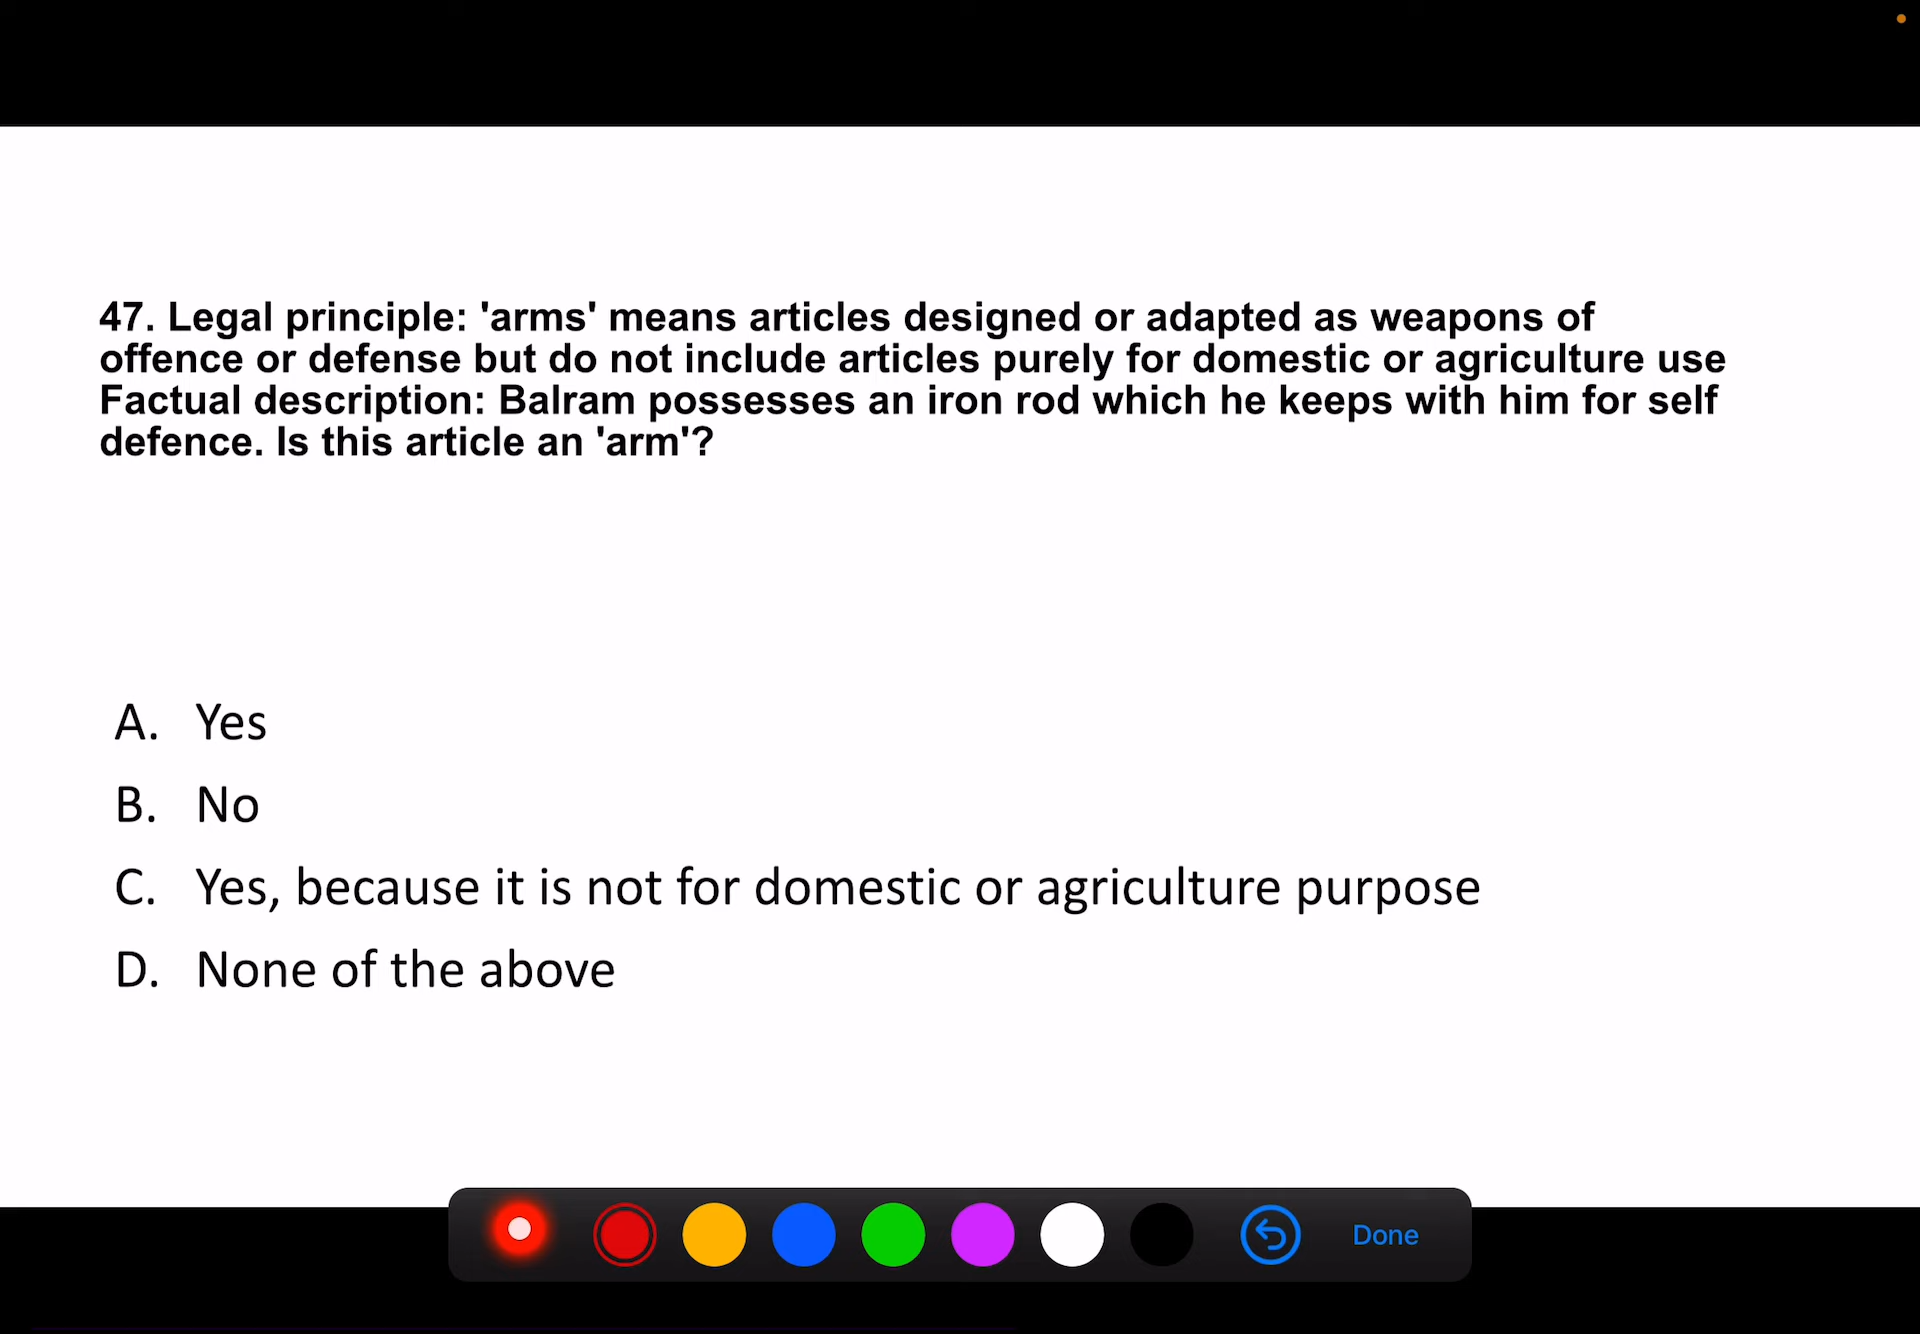 47. Legal principle: 'arms' means articles designed or adapted as weapons of
offence or defense but do not include articles purely for domestic or agriculture use
Factual description: Balram possesses an iron rod which he keeps with him for self
defence. Is this article an 'arm'?
A. Yes
B. No
C. Yes, because it is not for domestic or agriculture purpose
D. None of the above
Done